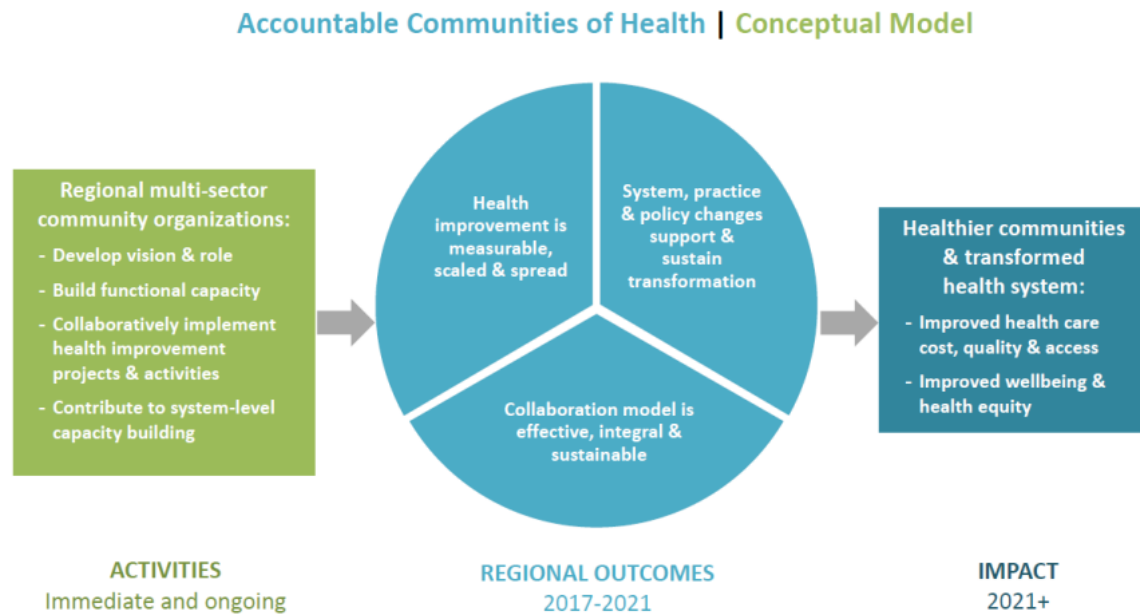 Accountable Communities of Health | Conceptual Model
Regional multi-sector
community organizations:
- Develop vision & role
- Build functional capacity
- Collaboratively implement
health improvement
projects & activities
- Contribute to system-level
capacity building
Health
improvement is
measurable,
scaled & spread
System, practice
& policy changes
support &
sustain
transformation
Collaboration model is
effective, integral &
sustainable
Healthier communities
& transformed
health system:
- Improved health care
cost, quality & access
- Improved wellbeing &
health equity
ACTIVITIES
Immediate and ongoing
REGIONAL OUTCOMES
2017-2021
IMPACT
2021+